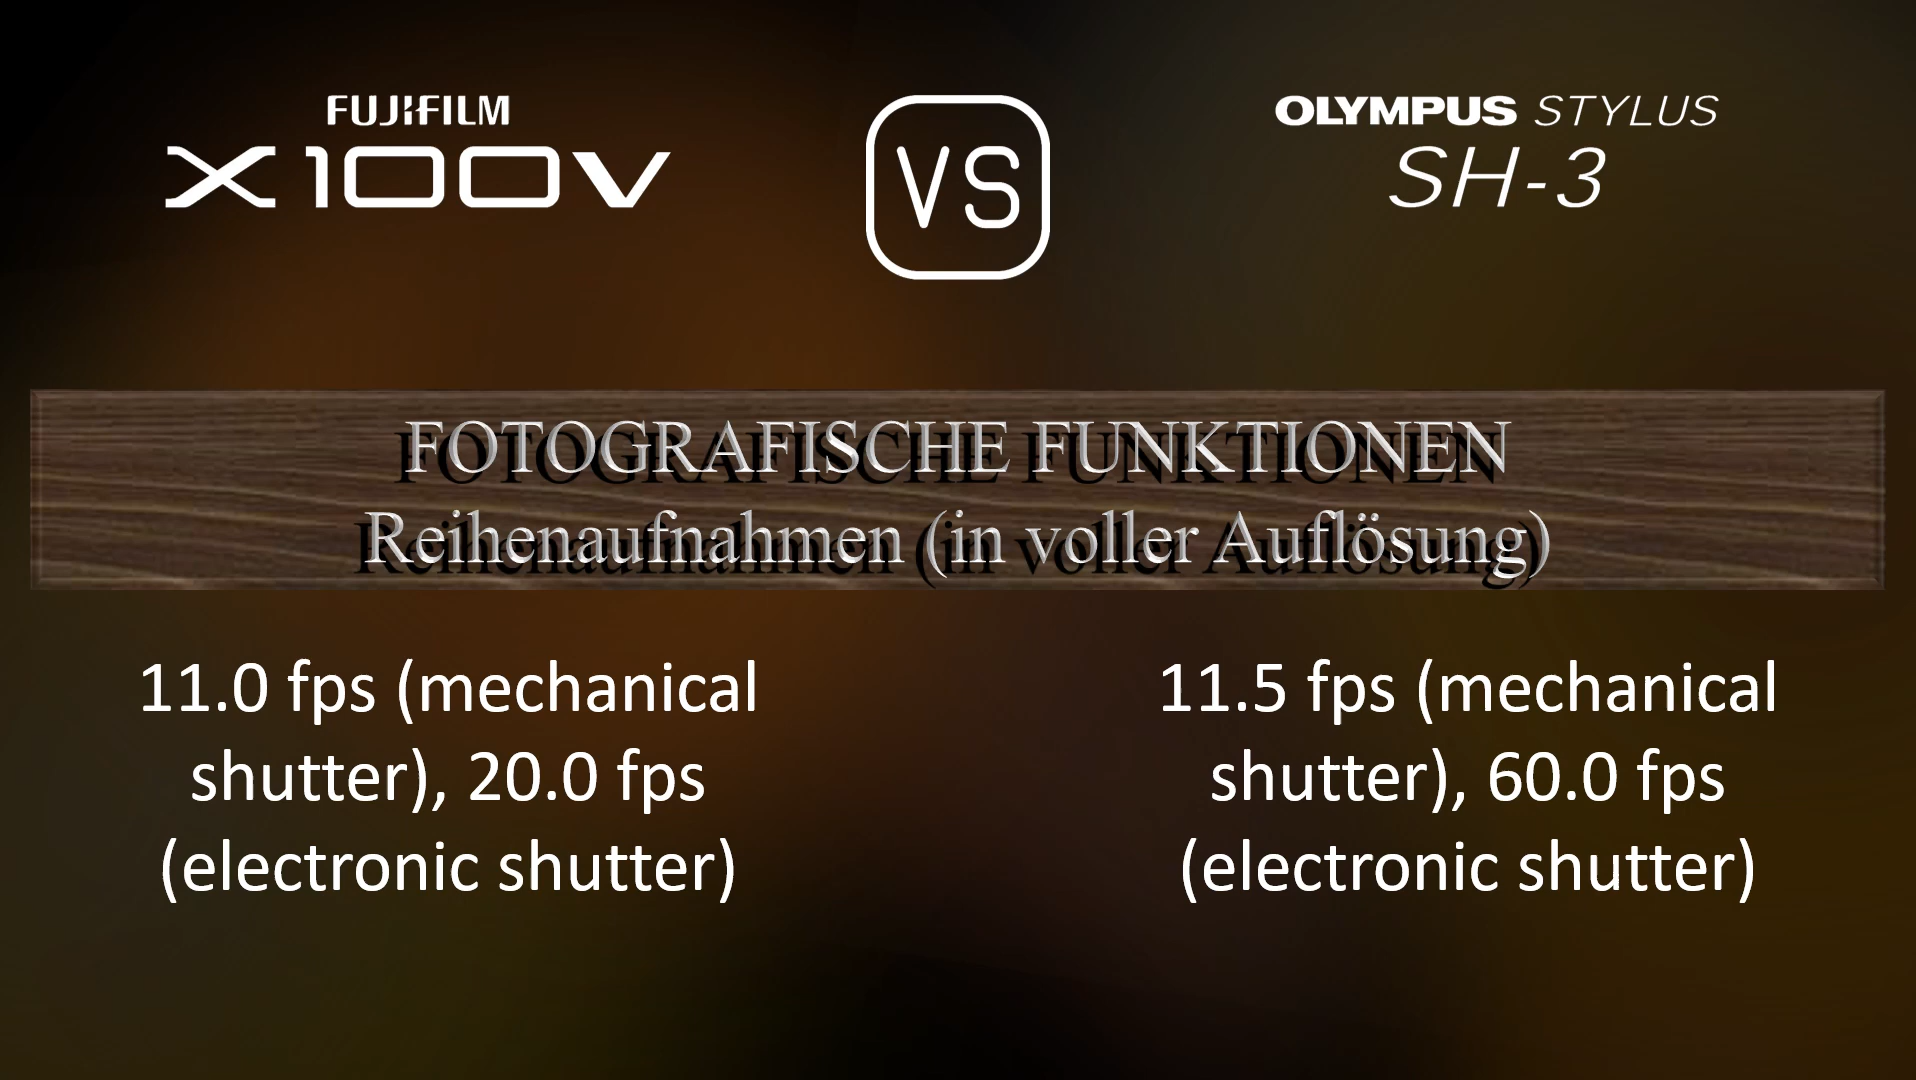 FUJIFILM
X100V
VS
OLYMPUS STYLUS
SH-3
FOTOGRAFISCHE FUNKTIONEN
Reihenaufnahmen (in voller Auflösung)
11.0 fps (mechanical
shutter), 20.0 fps
(electronic shutter)
11.5 fps (mechanical
shutter), 60.0 fps
(electronic shutter)